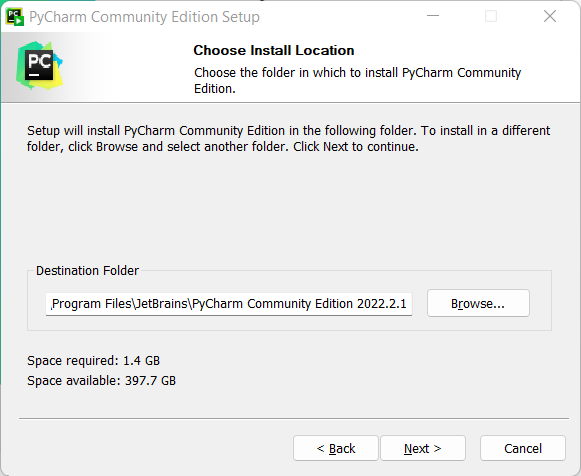 PyCharm Community Edition Setup
PC
Choose Install Location
Choose the folder in which to install PyCharm Community
Edition.
Setup will install PyCharm Community Edition in the following folder. To install in a different
folder, click Browse and select another folder. Click Next to continue.
Destination Folder
\Program Files\JetBrains\PyCharm Community Edition 2022.2.1
Browse...
Space required: 1.4 GB
Space available: 397.7 GB
< Back
Next >
Cancel